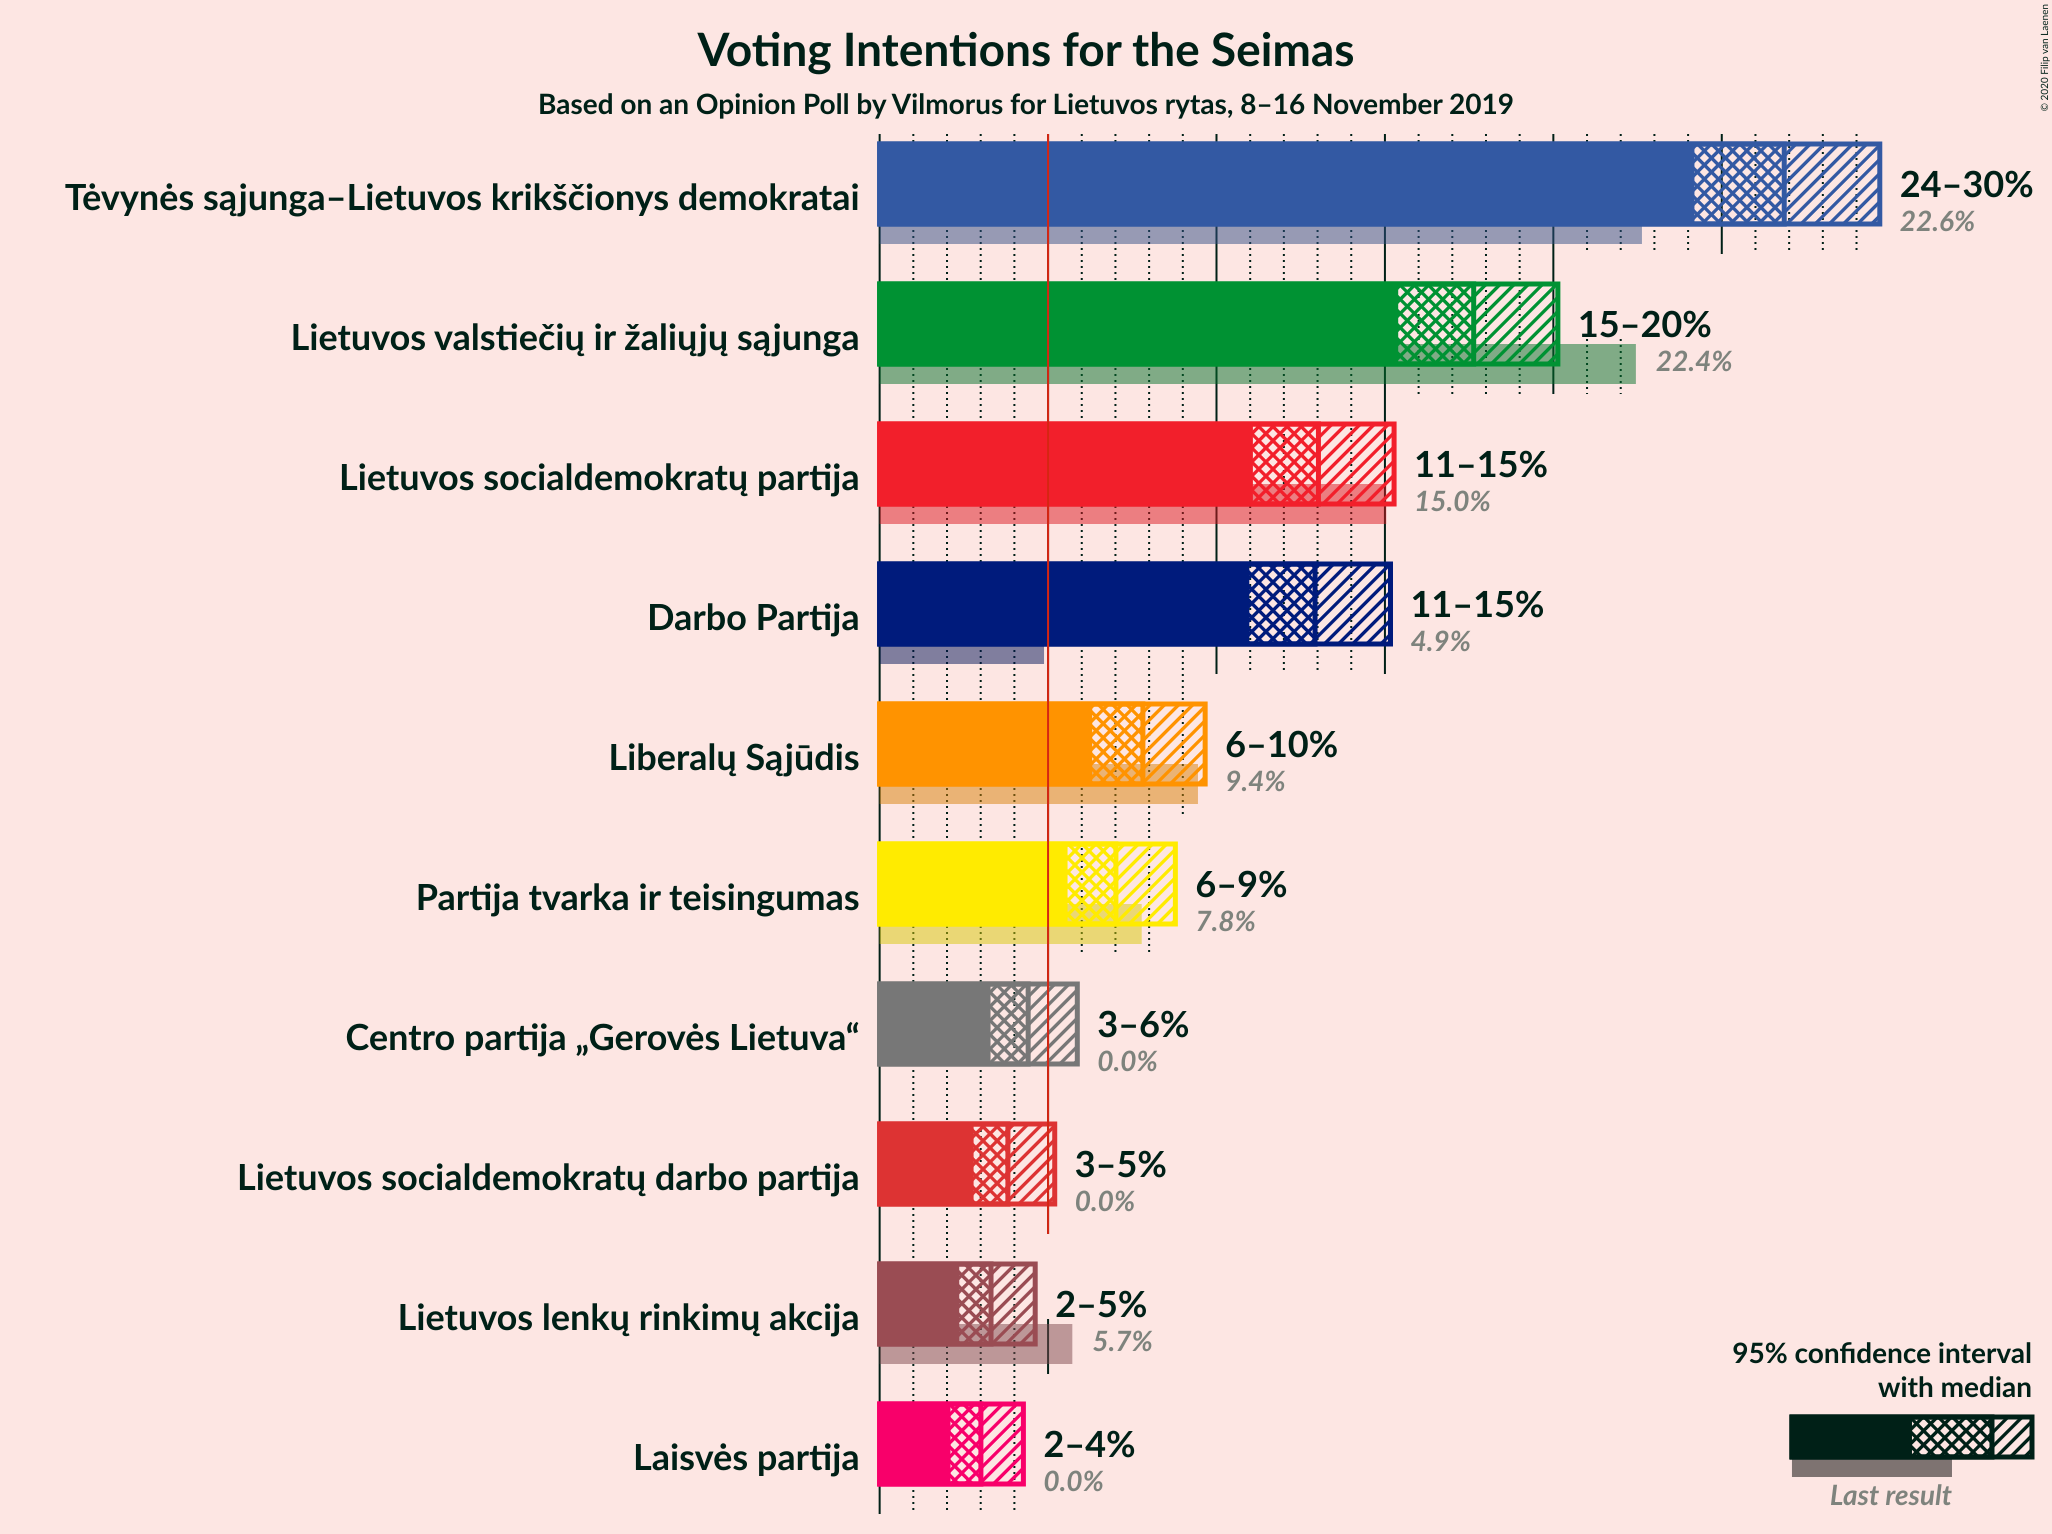 © 2020 Filip van Laenen
Voting Intentions for the Seimas
Based on an Opinion Poll by Vilmorus for Lietuvos rytas, 8–16 November 2019
Tėvynės sąjunga–Lietuvos krikščionys demokratai
24–30%
22.6%
Lietuvos valstiečių ir žaliųjų sąjunga
15–20%
22.4%
Lietuvos socialdemokratų partija
11–15%
15.0%
Darbo Partija
11–15%
4.9%
Liberalų Sąjūdis
6–10%
9.4%
Partija tvarka ir teisingumas
6–9%
7.8%
Centro partija „Gerovės Lietuva“
3–6%
0.0%
Lietuvos socialdemokratų darbo partija
3–5%
0.0%
Lietuvos lenkų rinkimų akcija
2–5%
5.7%
Laisvės partija
2–4%
0.0%
95% confidence interval
with median
Last result